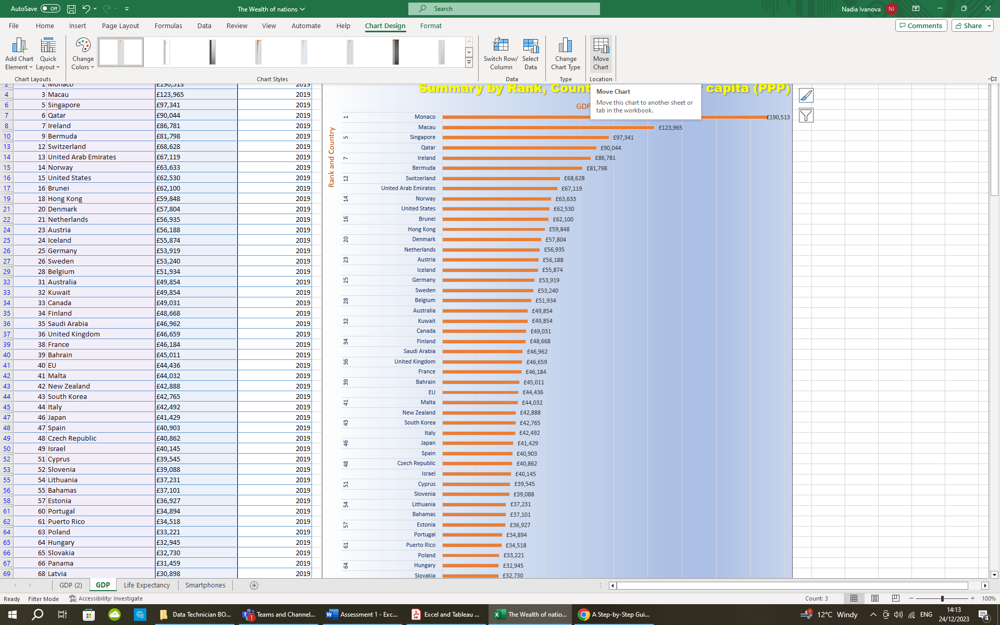 AutoSave Off The Wealth of nations Search Nadia Ivanova NI
File Home Insert Page Layout Formulas Data Review View Automate Help Chart Design Format Comments Share
Add Chart Element Quick Layout Change Colors Switch Row/ Column Select Data Change Chart Type Move Chart
Chart Layouts Chart Styles Data Type Location
2 1 Monaco £190,513 2019
4 3 Macau £123,965 2019
6 5 Singapore £97,341 2019
7 6 Qatar £90,044 2019
8 7 Ireland £86,781 2019
10 9 Bermuda £81,798 2019
13 12 Switzerland £68,628 2019
14 13 United Arab Emirates £67,119 2019
15 14 Norway £63,633 2019
16 15 United States £62,530 2019
17 16 Brunei £62,100 2019
19 18 Hong Kong £59,848 2019
21 20 Denmark £57,804 2019
22 21 Netherlands £56,935 2019
24 23 Austria £56,188 2019
25 24 Iceland £55,874 2019
26 25 Germany £53,919 2019
27 26 Sweden £53,240 2019
29 28 Belgium £51,934 2019
32 31 Australia £49,854 2019
33 32 Kuwait £49,854 2019
34 33 Canada £49,031 2019
35 34 Finland £48,668 2019
36 35 Saudi Arabia £46,962 2019
37 36 United Kingdom £46,659 2019
39 38 France £46,184 2019
40 39 Bahrain £45,011 2019
41 40 EU £44,436 2019
42 41 Malta £44,032 2019
43 42 New Zealand £42,888 2019
44 43 South Korea £42,765 2019
45 44 Italy £42,492 2019
47 46 Japan £41,429 2019
48 47 Spain £40,903 2019
49 48 Czech Republic £40,862 2019
50 49 Israel £40,145 2019
52 51 Cyprus £39,545 2019
53 52 Slovenia £39,088 2019
55 54 Lithuania £37,231 2019
56 55 Bahamas £37,101 2019
58 57 Estonia £36,927 2019
61 60 Portugal £34,894 2019
62 61 Puerto Rico £34,518 2019
64 63 Poland £33,221 2019
65 64 Hungary £32,945 2019
66 65 Slovakia £32,730 2019
67 66 Panama £31,459 2019
69 68 Latvia £30,898 2019
Summary by Rank, Count capita (PPP)
Move Chart
Move this chart to another sheet or
tab in the workbook.
GDP
Rank and Country
1 Monaco £190,513
Macau £123,965
5 Singapore £97,341
Qatar £90,044
7 Ireland £86,781
Bermuda £81,798
12 Switzerland £68,628
United Arab Emirates £67,119
14 Norway £63,633
United States £62,530
16 Brunei £62,100
Hong Kong £59,848
20 Denmark £57,804
Netherlands £56,935
23 Austria £56,188
Iceland £55,874
25 Germany £53,919
Sweden £53,240
28 Belgium £51,934
Australia £49,854
32 Kuwait £49,854
Canada £49,031
34 Finland £48,668
Saudi Arabia £46,962
36 United Kingdom £46,659
France £46,184
39 Bahrain £45,011
EU £44,436
41 Malta £44,032
New Zealand £42,888
43 South Korea £42,765
Italy £42,492
46 Japan £41,429
Spain £40,903
48 Czech Republic £40,862
Israel £40,145
51 Cyprus £39,545
Slovenia £39,088
54 Lithuania £37,231
Bahamas £37,101
57 Estonia £36,927
Portugal £34,894
61 Puerto Rico £34,518
Poland £33,221
64 Hungary £32,945
Slovakia £32,730
GDP (2) GDP Life Expectancy Smartphones
Ready Filter Mode Accessibility: Investigate Count: 3 100%
Data Technician BO... 1 Teams and Channel... Assessment 1 - Exc... Excel and Tableau ... The Wealth of natio... A Step-by-Step Gui... 1 12°C Windy ENG 14:13 4
24/12/2023